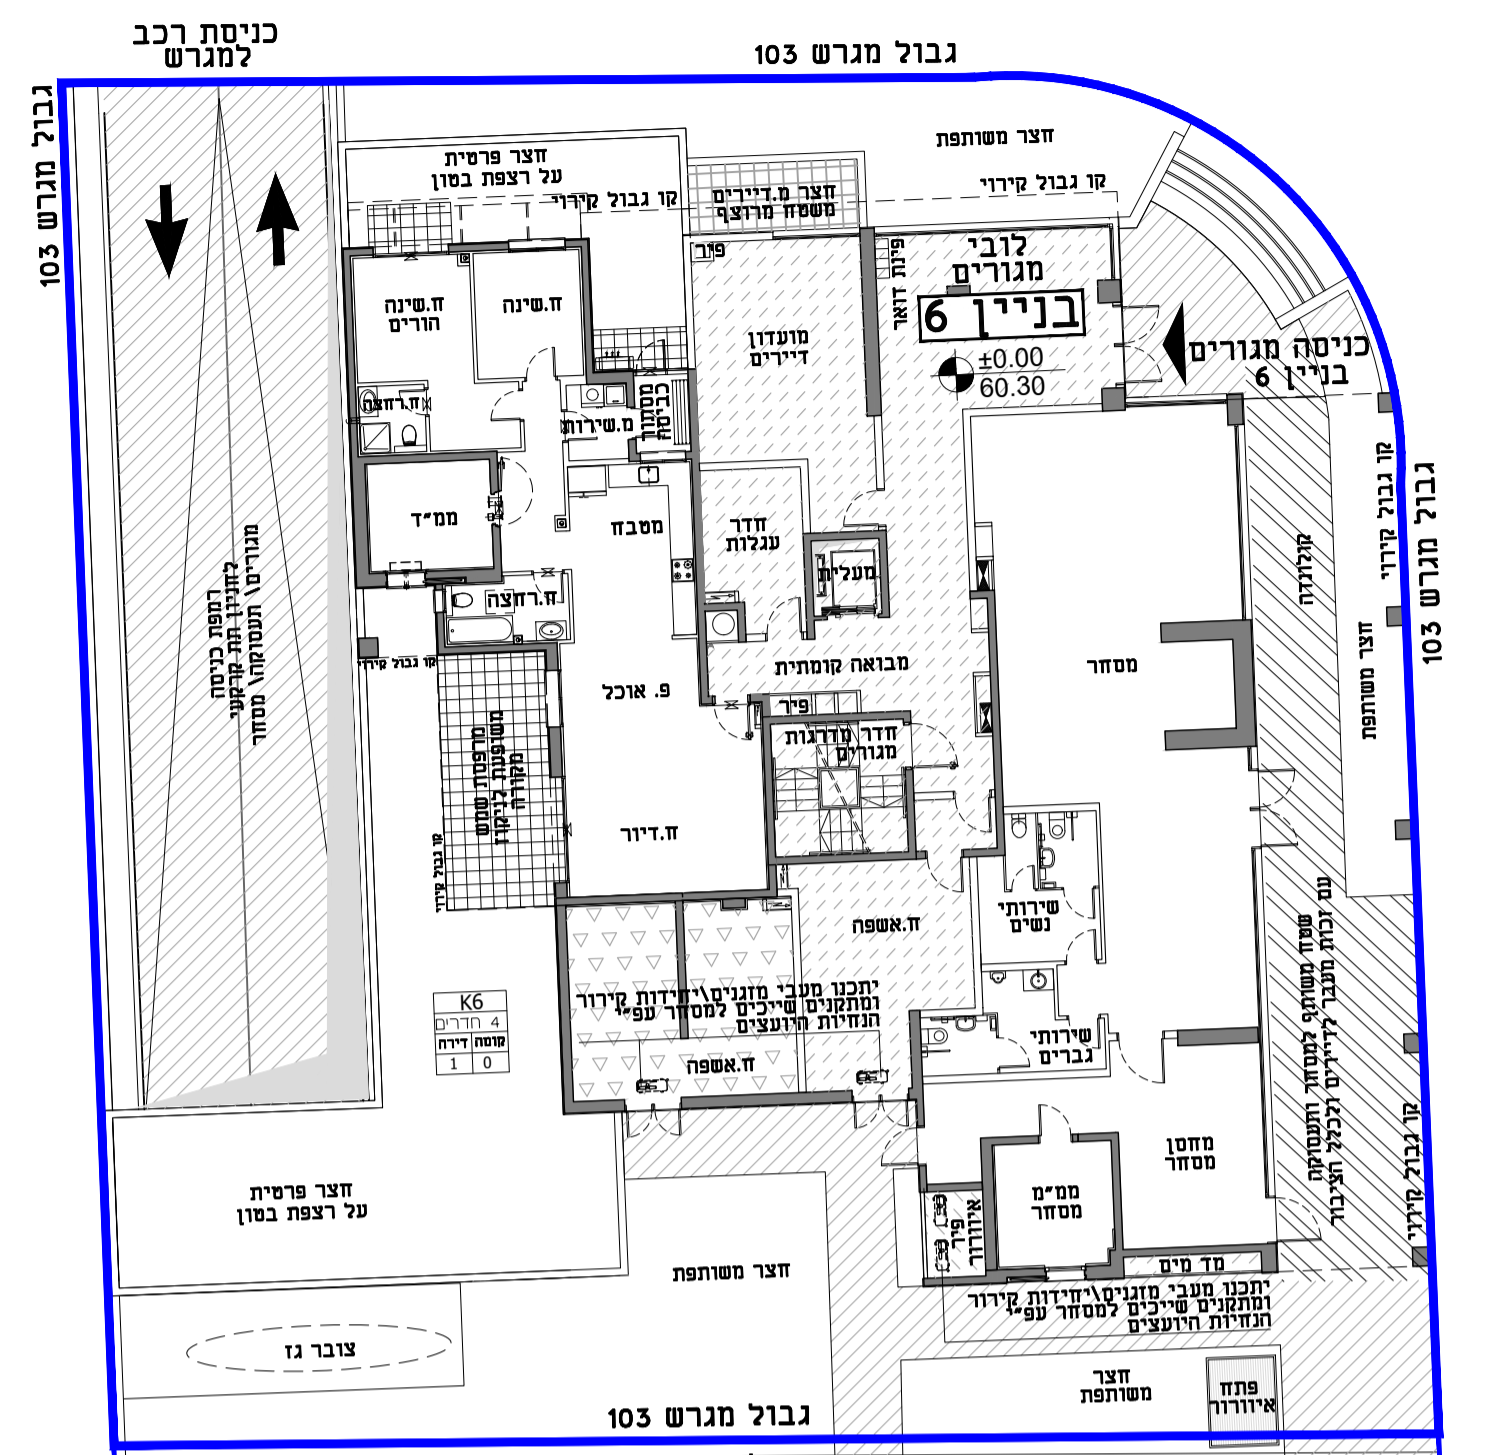 כניסת רכב
למגרש
גבול מגרש 103
גבול מגרש 103
חצר משותפת
קו גבול קירוי
חצר פרטית
על רצפת בטון
קו גבול קירוי
חצר מ.דיירים
משטח מרוצף
פיר
פינת דואר
לובי
מגורים
בניין 6
±0.00
60.30
כניסה מגורים
בניין 6
ח.שינה
הורים
ח.שינה
מועדון
דיירים
ח.רחצה
מ.שירות
מסתור
כביסה
קו גבול קירוי
גבול מגרש 103
ממ"ד
מטבח
חדר
עגלות
מעלית
קולונדה
חצר משותפת
רמפת כניסה
לחניון תת קרקעי
מגורים\ תעסוקה\ מסחר
ח.רחצה
קו גבול קירוי
פ. אוכל
מבואה קומתית
מסחר
פיר
חדר מדרגות
מגורים
מרפסת שמש
משופעת לניקוז
מקורה
קו גבול קירוי
ח.דיור
שירותי
נשים
ח.אשפה
יתכנו מעבי מזגנים\יחידות קירור
ומתקנים שייכים למסחר עפ"י
הנחיות היועצים
ח.אשפה
שירותי
גברים
שטח משותף למסחר ותעסוקה
עם זכות מעבר לדיירים ולכלל הציבור
K6
4 חדרים
קומה דירה
0 1
קו גבול קירוי
מחסן
מסחר
ממ"מ
מסחר
פיר
איוורור
חצר פרטית
על רצפת בטון
חצר משותפת
מד מים
יתכנו מעבי מזגנים\יחידות קירור
ומתקנים שייכים למסחר עפ"י
הנחיות היועצים
צובר גז
חצר
משותפת
פתח
איוורור
גבול מגרש 103